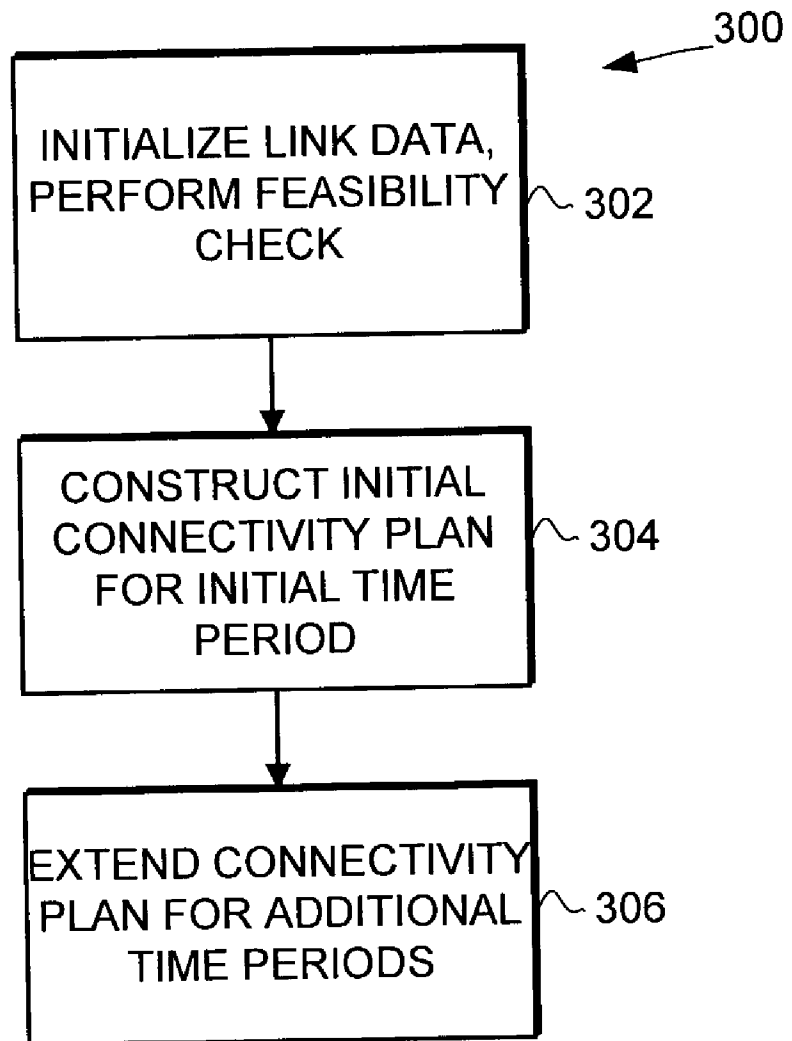 300
INITIALIZE LINK DATA,
PERFORM FEASIBILITY
CHECK
302
CONSTRUCT INITIAL
CONNECTIVITY PLAN
FOR INITIAL TIME
PERIOD
304
EXTEND CONNECTIVITY
PLAN FOR ADDITIONAL
TIME PERIODS
306